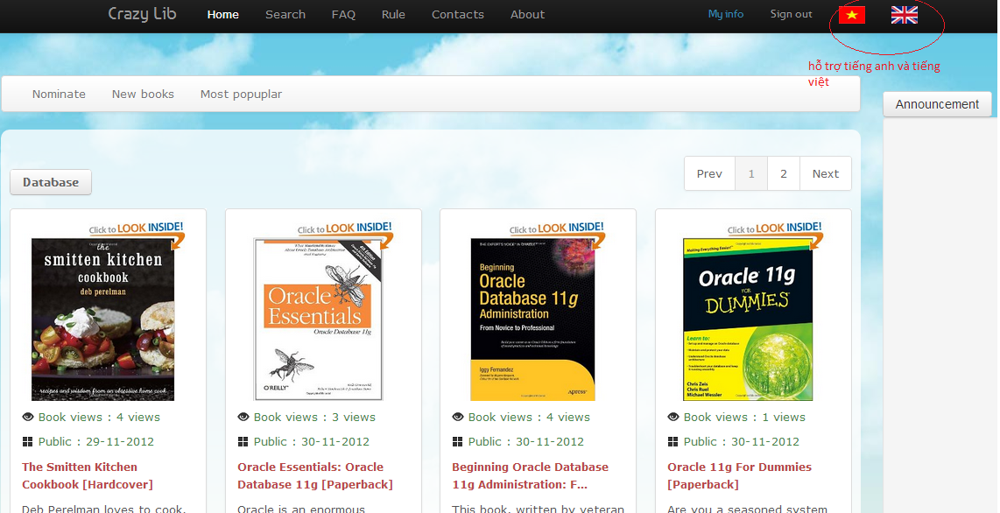 Crazy Lib Home Search FAQ Rule Contacts About My info Sign out
hỗ trợ tiếng anh và tiếng
việt
Nominate New books Most popuplar
Announcement
Database
Prev 1 2 Next
Click to LOOK INSIDE!
the
smitten kitchen
cookbook
deb perelman
recipes and wisdom from an obsessive home cook
Click to LOOK INSIDE!
Oracle
Essentials
Oracle Database 11g
O'REILLY
Click to LOOK INSIDE!
THE EXPERT'S VOICE IN ORACLE
Beginning
Oracle
Database 11g
Administration
From Novice to Professional
Iggy Fernandez
Apress
Click to LOOK INSIDE!
Making Everything Easier!
Oracle 11g
FOR
DUMMIES
Learn to:
Chris Zeis
Chris Ruel
Michael Wessler
Book views : 4 views
Public : 29-11-2012
The Smitten Kitchen
Cookbook [Hardcover]
Deb Perelman loves to cook.
Book views : 3 views
Public : 30-11-2012
Oracle Essentials: Oracle
Database 11g [Paperback]
Oracle is an enormous
Book views : 4 views
Public : 30-11-2012
Beginning Oracle Database
11g Administration: F...
This book, written by veteran
Book views : 1 views
Public : 30-11-2012
Oracle 11g For Dummies
[Paperback]
Are you a seasoned system